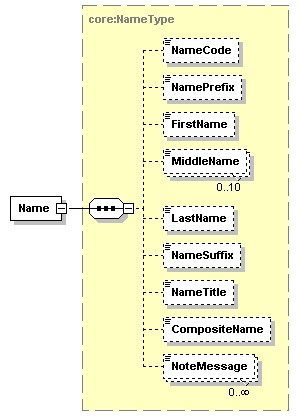 core:NameType
NameCode
NamePrefix
FirstName
MiddleName
0..10
Name
LastName
NameSuffix
NameTitle
CompositeName
NoteMessage
0..∞